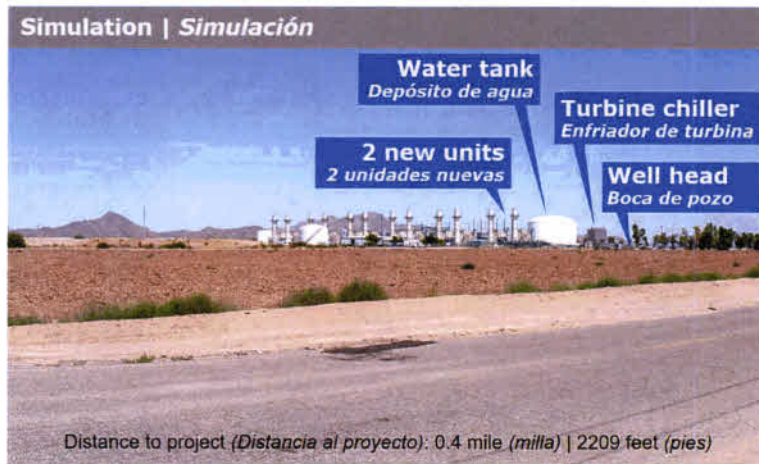 Simulation | Simulación
Water tank
Depósito de agua
Turbine chiller
Enfriador de turbina
2 new units
2 unidades nuevas
Well head
Boca de pozo
Distance to project (Distancia al proyecto): 0.4 mile (milla) | 2209 feet (pies)